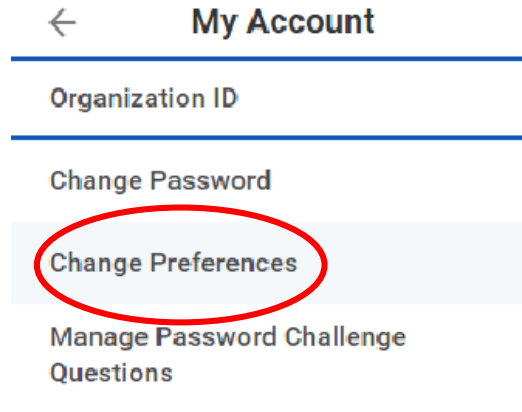 My Account
Organization ID
Change Password
Change Preferences
Manage Password Challenge
Questions